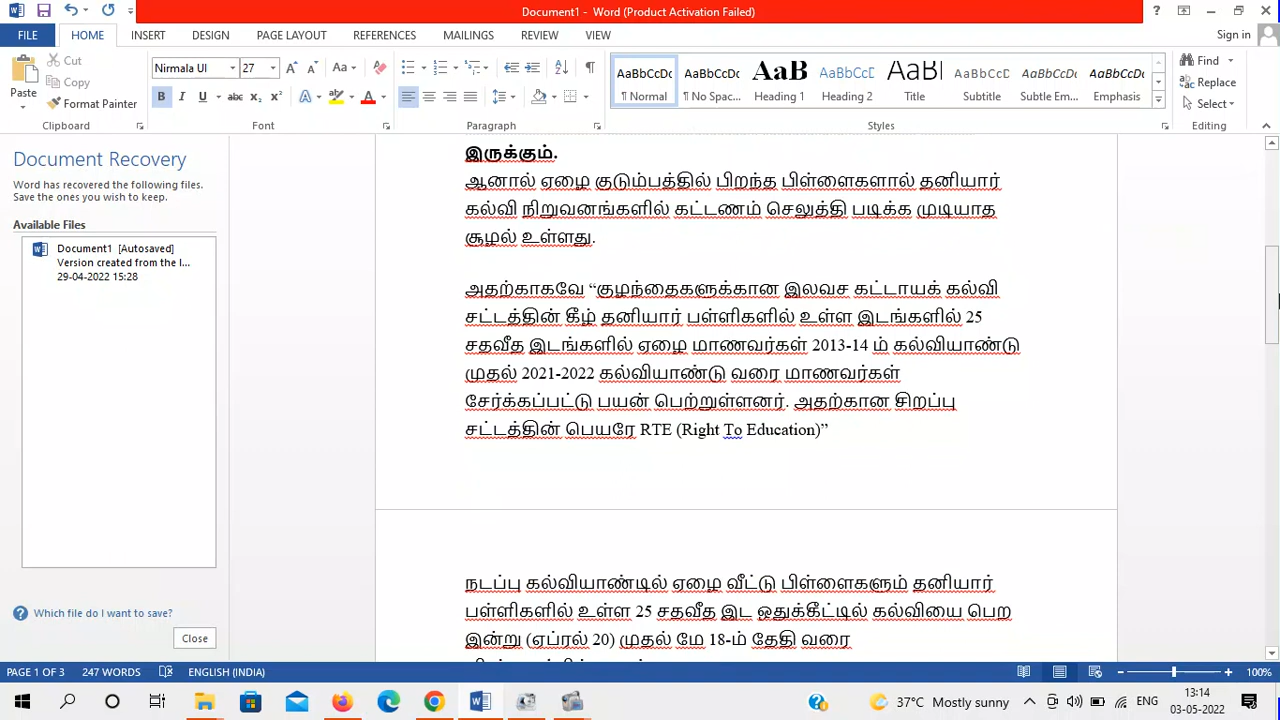 Document1 - Word (Product Activation Failed)
FILE HOME INSERT DESIGN PAGE LAYOUT REFERENCES MAILINGS REVIEW VIEW Sign in
Paste
Cut
Copy
Format Painter
Clipboard
Nirmala UI 27
Font
Paragraph
AaBbCcDc AaBbCcDc AaB AaBbCcD AaBl AaBbCcD AaBbCcDc AaBbCcDc
¶ Normal ¶ No Spac... Heading 1 Heading 2 Title Subtitle Subtle Em... Emphasis
Styles
Find
Replace
Select
Editing
Document Recovery
Word has recovered the following files.
Save the ones you wish to keep.
Available Files
Document1 [Autosaved]
Version created from the l...
29-04-2022 15:28
Which file do I want to save?
Close
இருக்கும்.
ஆனால் ஏழை குடும்பத்தில் பிறந்த பிள்ளைகளால் தனியார்
கல்வி நிறுவனங்களில் கட்டணம் செலுத்தி படிக்க முடியாத
சூழல் உள்ளது.
அதற்காகவே “குழந்தைகளுக்கான இலவச கட்டாயக் கல்வி
சட்டத்தின் கீழ் தனியார் பள்ளிகளில் உள்ள இடங்களில் 25
சதவீத இடங்களில் ஏழை மாணவர்கள் 2013-14 ம் கல்வியாண்டு
முதல் 2021-2022 கல்வியாண்டு வரை மாணவர்கள்
சேர்க்கப்பட்டு பயன் பெற்றுள்ளனர். அதற்கான சிறப்பு
சட்டத்தின் பெயரே RTE (Right To Education)”
நடப்பு கல்வியாண்டில் ஏழை வீட்டு பிள்ளைகளும் தனியார்
பள்ளிகளில் உள்ள 25 சதவீத இட ஒதுக்கீட்டில் கல்வியை பெற
இன்று (ஏப்ரல் 20) முதல் மே 18-ம் தேதி வரை
PAGE 1 OF 3 247 WORDS ENGLISH (INDIA) 100%
37°C Mostly sunny ENG 13:14
03-05-2022